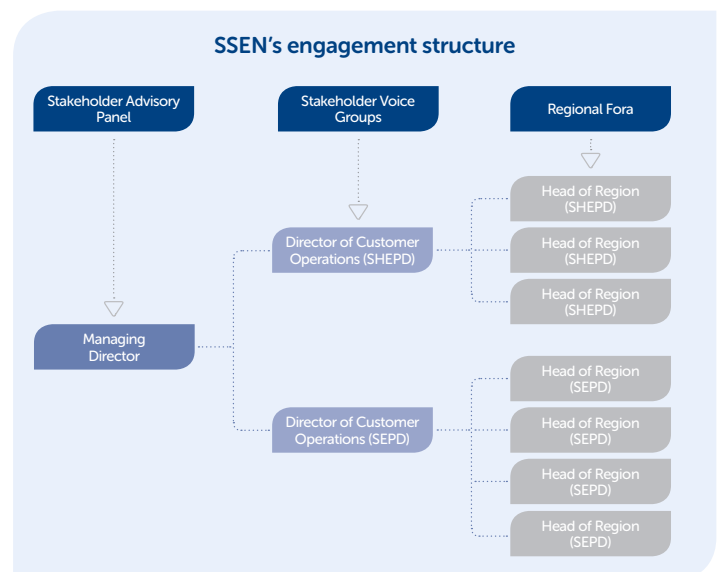 SSEN's engagement structure
Stakeholder Advisory
Panel
Stakeholder Voice
Groups
Regional Fora
Head of Region
(SHEPD)
Director of Customer
Operations (SHEPD)
Head of Region
(SHEPD)
Head of Region
(SHEPD)
Managing
Director
Head of Region
(SEPD)
Director of Customer
Operations (SEPD)
Head of Region
(SEPD)
Head of Region
(SEPD)
Head of Region
(SEPD)